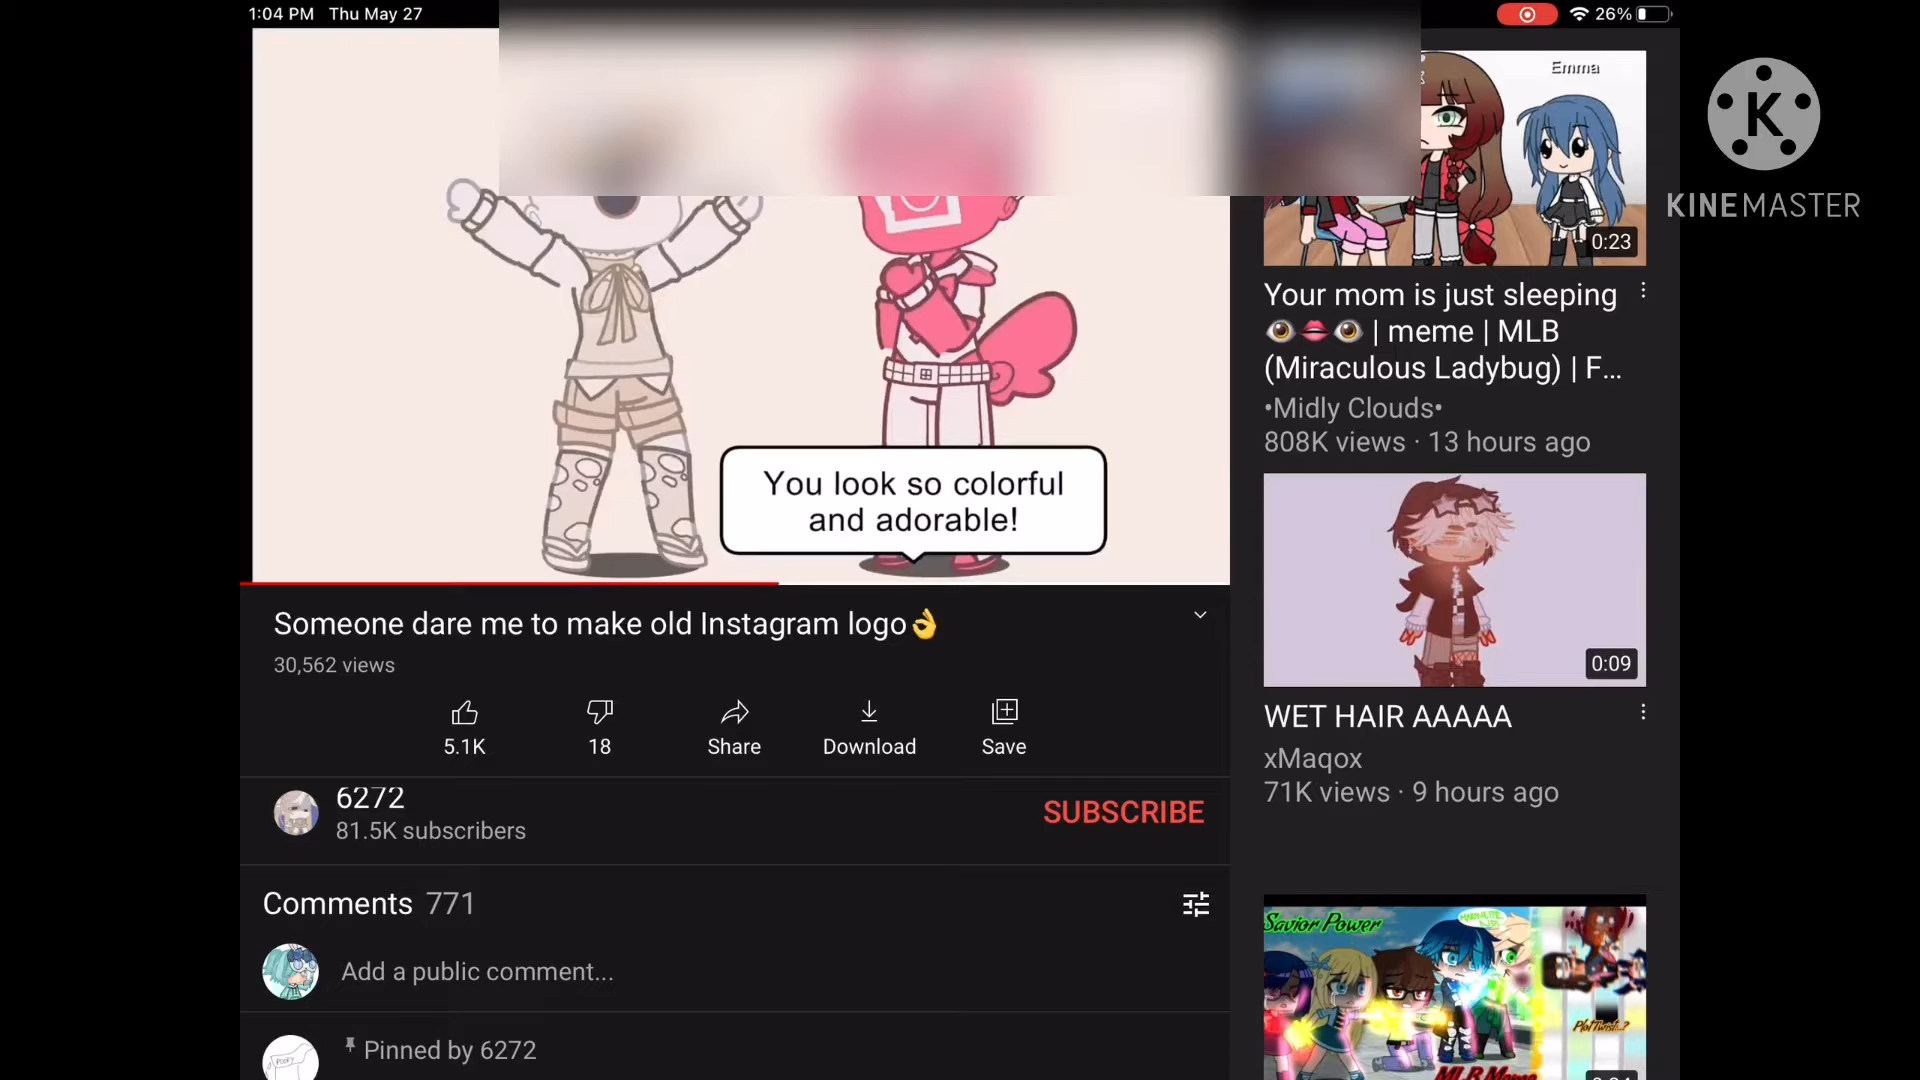 1:04 PM Thu May 27
26%
K
KINEMASTER
Emma
0:23
Your mom is just sleeping
👁️👄👁️ | meme | MLB
(Miraculous Ladybug) | F...
•Midly Clouds•
808K views · 13 hours ago
You look so colorful
and adorable!
Someone dare me to make old Instagram logo👌
30,562 views
5.1K
18
Share
Download
Save
6272
81.5K subscribers
SUBSCRIBE
0:09
WET HAIR AAAAA
xMaqox
71K views · 9 hours ago
Comments 771
Add a public comment...
Pinned by 6272
Savior Power
Plot Twist..?
MLB Meme